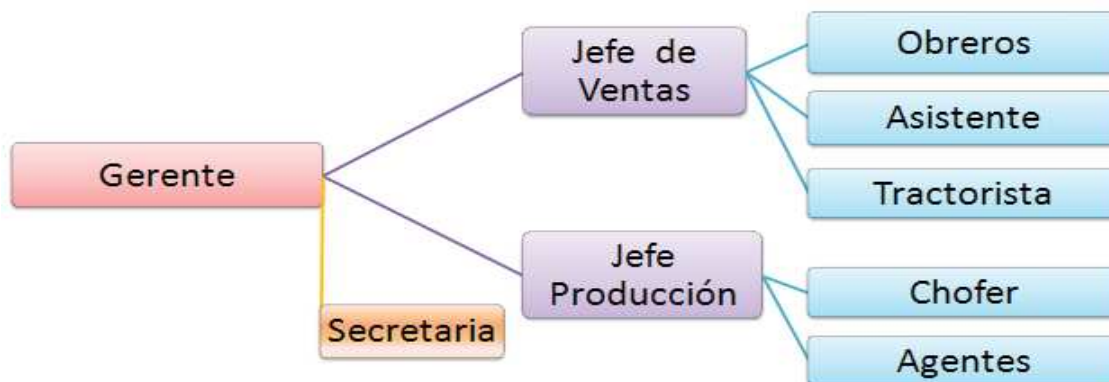 Gerente
Secretaria
Jefe de
Ventas
Obreros
Asistente
Tractorista
Jefe
Producción
Chofer
Agentes